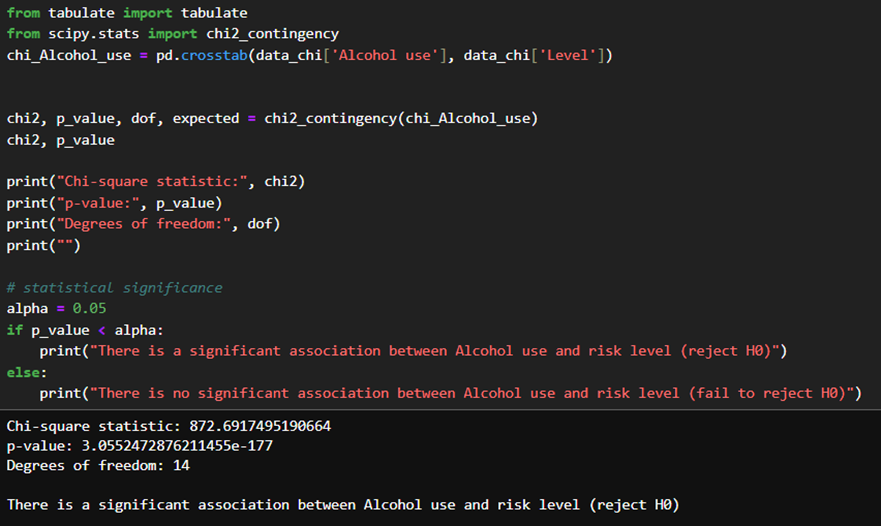 from tabulate import tabulate
from scipy.stats import chi2_contingency
chi_Alcohol_use = pd.crosstab(data_chi['Alcohol use'], data_chi['Level'])
chi2, p_value, dof, expected = chi2_contingency(chi_Alcohol_use)
chi2, p_value
print("Chi-square statistic:", chi2)
print("p-value:", p_value)
print("Degrees of freedom:", dof)
print("")
# statistical significance
alpha = 0.05
if p_value < alpha:
    print("There is a significant association between Alcohol use and risk level (reject H0)")
else:
    print("There is no significant association between Alcohol use and risk level (fail to reject H0)")
Chi-square statistic: 872.6917495190664
p-value: 3.0552472876211455e-177
Degrees of freedom: 14
There is a significant association between Alcohol use and risk level (reject H0)